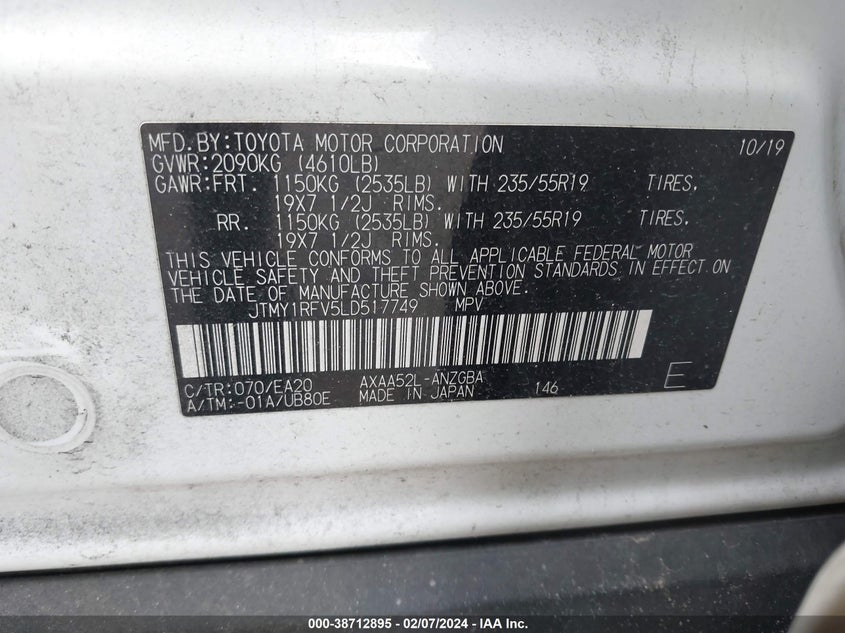 MFD.BY:TOYOTA MOTOR CORPORATION 10/19
GVWR:2090KG (4610LB)
GAWR:FRT. 1150KG (2535LB) WITH 235/55R19 TIRES.
19X7 1/2J RIMS.
RR. 1150KG (2535LB) WITH 235/55R19 TIRES.
19X7 1/2J RIMS.
THIS VEHICLE CONFORMS TO ALL APPLICABLE FEDERAL MOTOR
VEHICLE SAFETY AND THEFT PREVENTION STANDARDS IN EFFECT ON
THE DATE OF MANUFACTURE SHOWN ABOVE.
JTMY1RFV5LD517749 MPV
C/TR:070/EA20 AXAA52L-ANZGBA 146 E
A/TM:-01A/UB80E MADE IN JAPAN
000-38712895 - 02/07/2024 - IAA Inc.